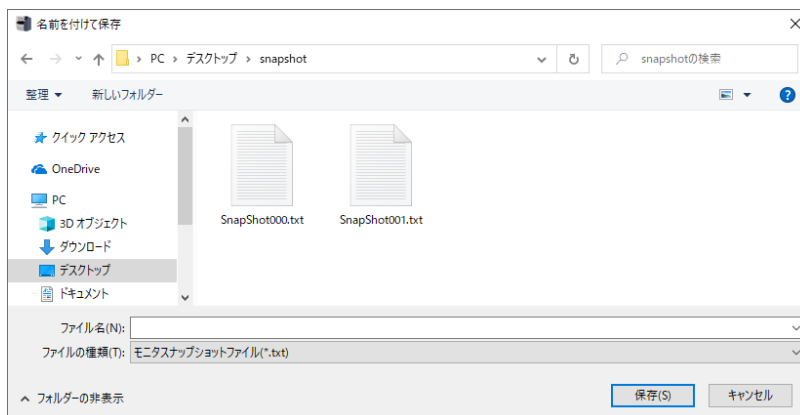 名前を付けて保存
PC › デスクトップ › snapshot
snapshotの検索
整理
新しいフォルダー
クイック アクセス
OneDrive
PC
3D オブジェクト
ダウンロード
デスクトップ
ドキュメント
SnapShot000.txt
SnapShot001.txt
ファイル名(N):
ファイルの種類(T): モニタスナップショットファイル(*.txt)
フォルダーの非表示
保存(S)
キャンセル